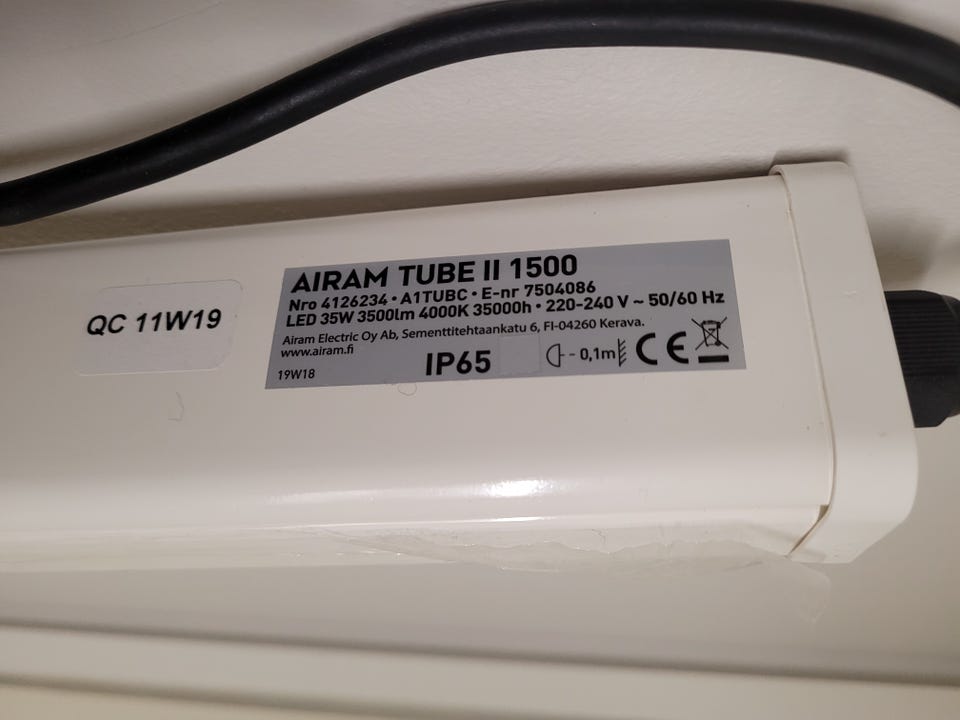 QC 11W19
AIRAM TUBE II 1500
Nro 4126234 • A1TUBC • E-nr 7504086
LED 35W 3500lm 4000K 35000h • 220-240 V ~ 50/60 Hz
Airam Electric Oy Ab, Sementtitehtaankatu 6, FI-04260 Kerava.
www.airam.fi
IP65 0,1m CE
19W18